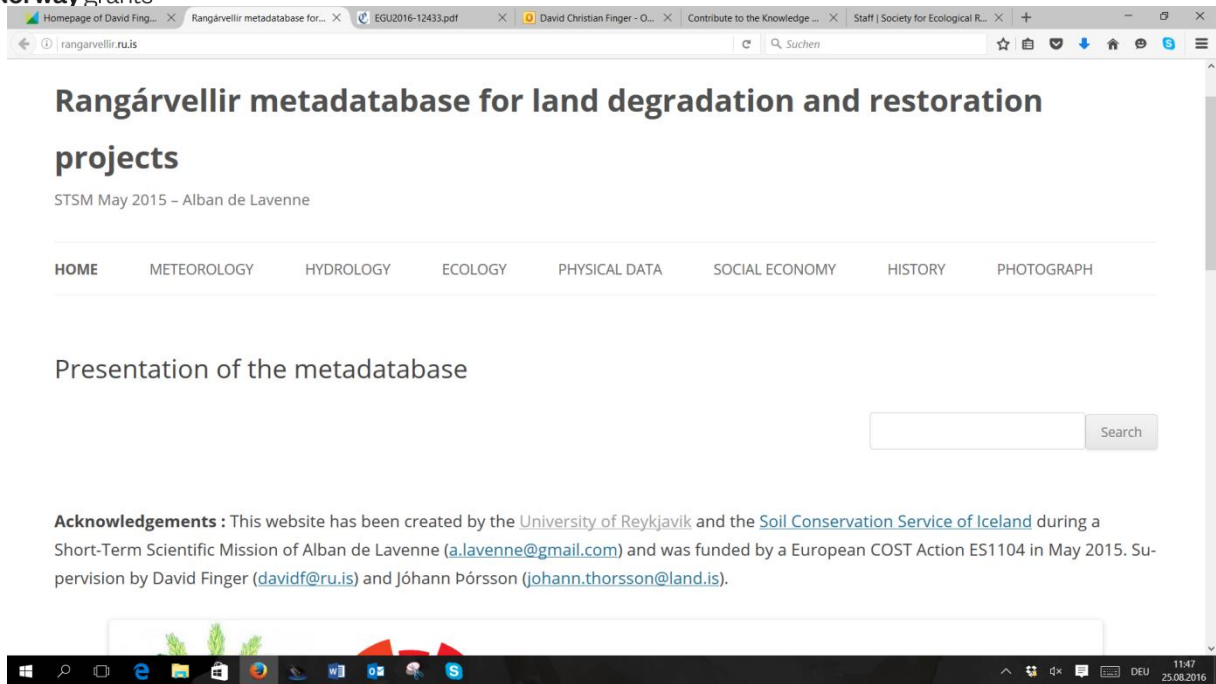 Norway grants
Homepage of David Fing...
Rangárvellir metadatabase for...
EGU2016-12433.pdf
David Christian Finger - O...
Contribute to the Knowledge ...
Staff | Society for Ecological R...
rangarvellir.ru.is
Suchen
Rangárvellir metadatabase for land degradation and restoration
projects
STSM May 2015 – Alban de Lavenne
HOME METEOROLOGY HYDROLOGY ECOLOGY PHYSICAL DATA SOCIAL ECONOMY HISTORY PHOTOGRAPH
Presentation of the metadatabase
Search
Acknowledgements : This website has been created by the University of Reykjavik and the Soil Conservation Service of Iceland during a
Short-Term Scientific Mission of Alban de Lavenne (a.lavenne@gmail.com) and was funded by a European COST Action ES1104 in May 2015. Su-
pervision by David Finger (davidf@ru.is) and Jóhann Þórsson (johann.thorsson@land.is).
DEU
11:47
25.08.2016